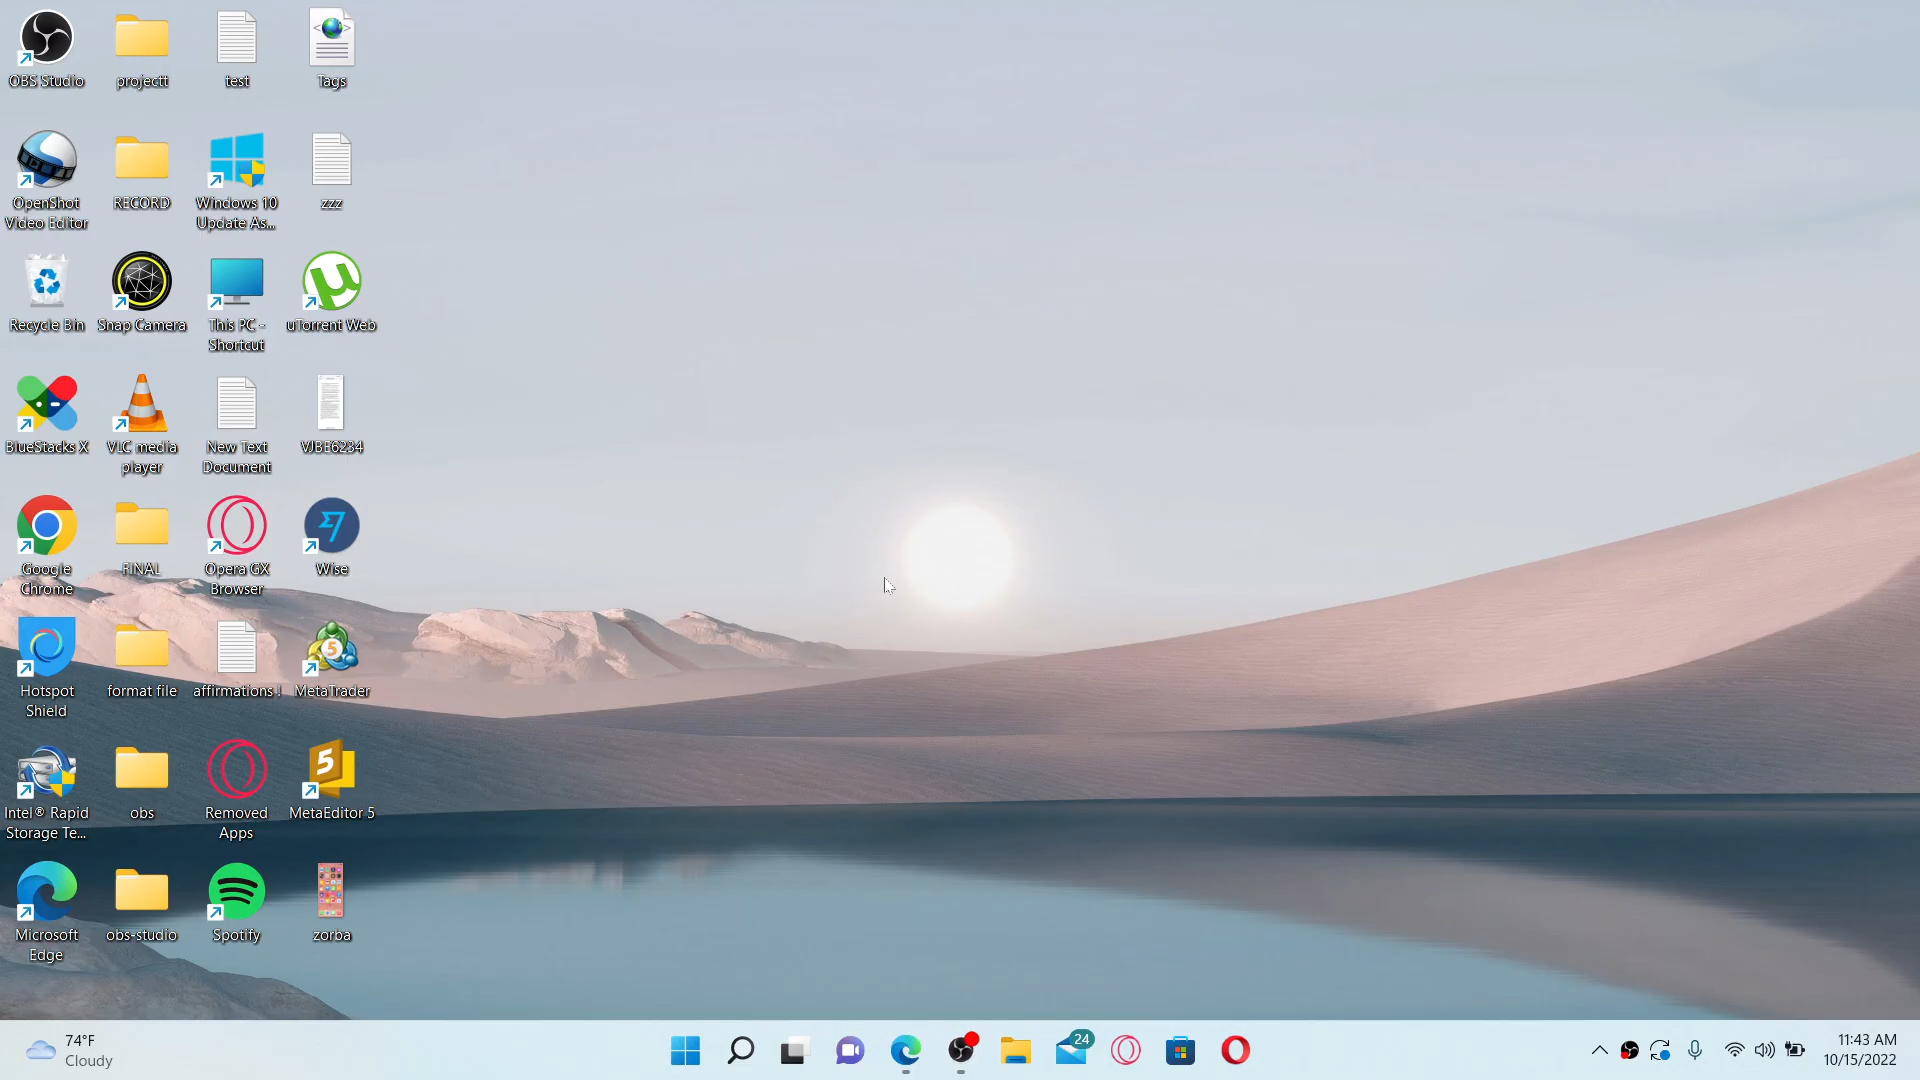 OBS Studio
projectt
test
Tags
OpenShot
Video Editor
RECORD
Windows 10
Update As...
zzz
Recycle Bin
Snap Camera
This PC -
Shortcut
uTorrent Web
BlueStacks X
VLC media
player
New Text
Document
VJBE6234
Google
Chrome
FINAL
Opera GX
Browser
Wise
Hotspot
Shield
format file
affirmations !
MetaTrader
Intel® Rapid
Storage Te...
obs
Removed
Apps
MetaEditor 5
Microsoft
Edge
obs-studio
Spotify
zorba
74°F
Cloudy
24
11:43 AM
10/15/2022